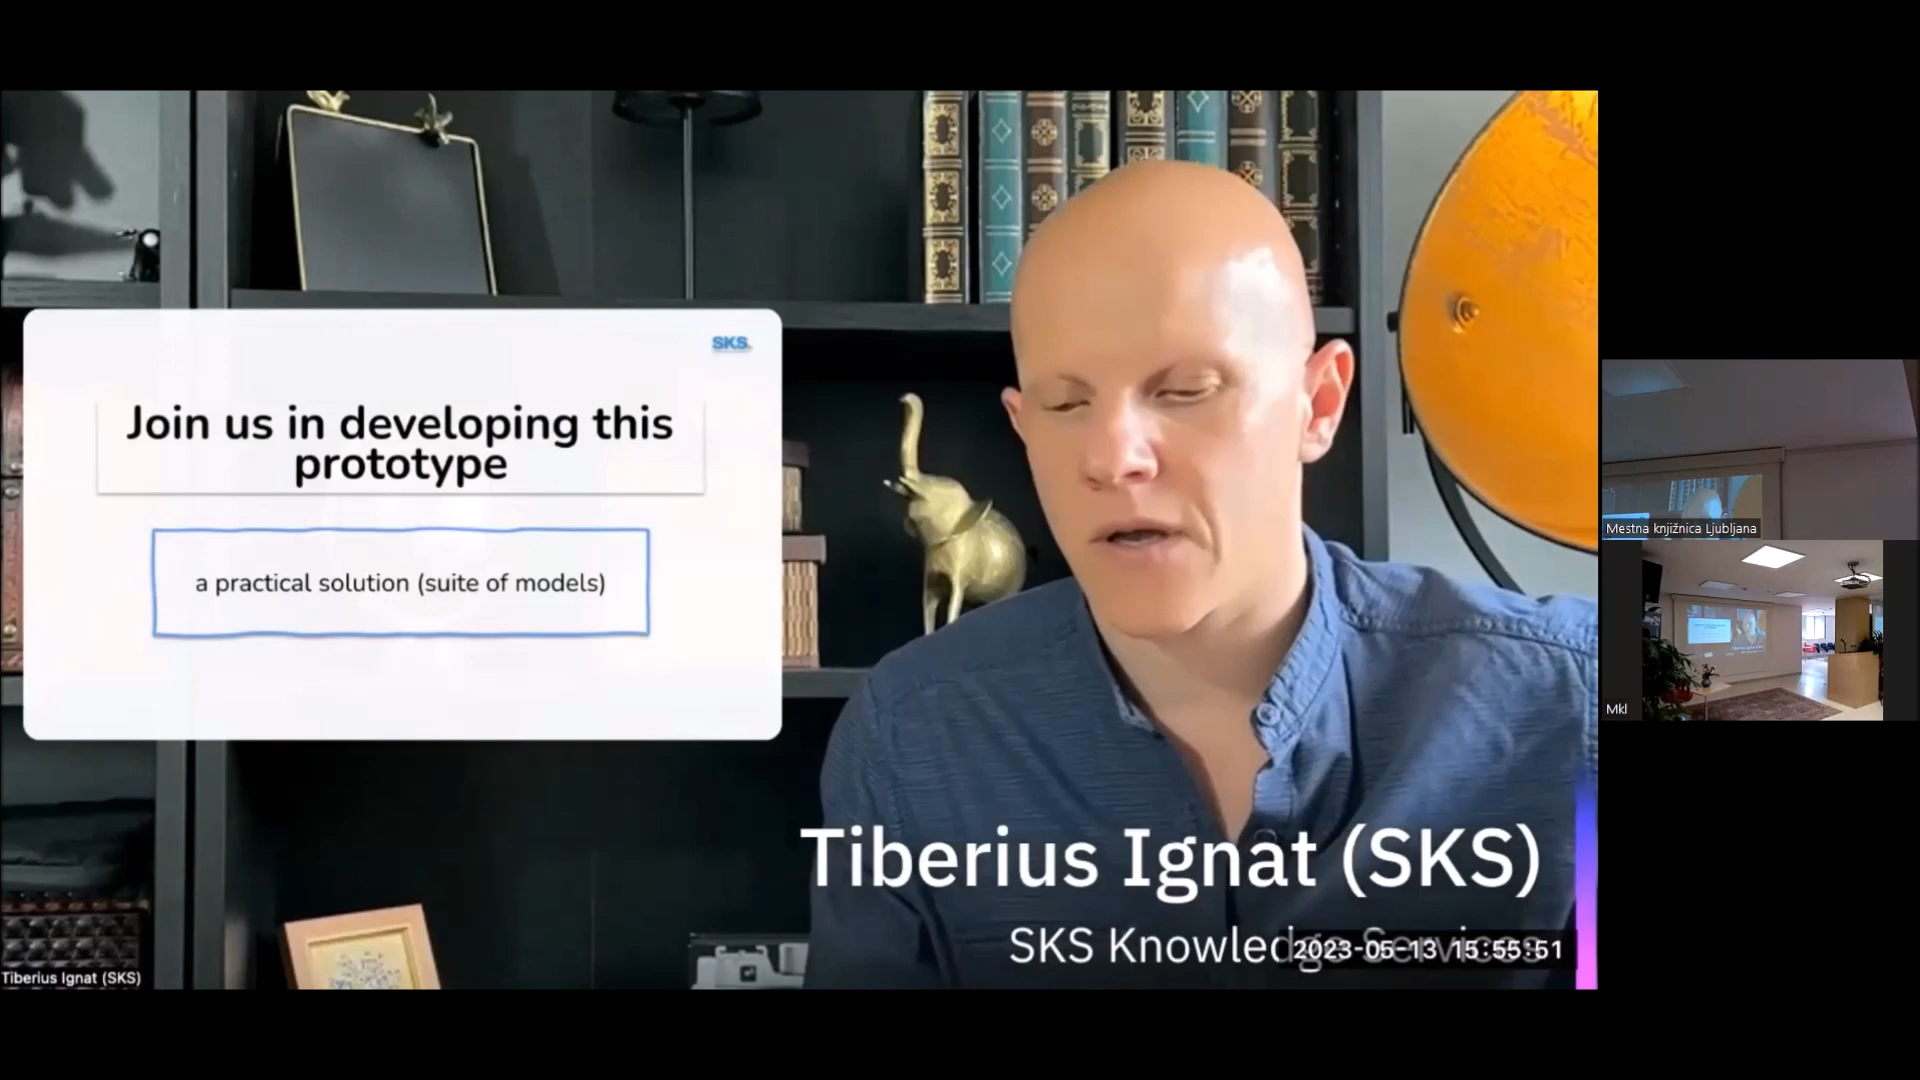 SKS
Join us in developing this
prototype
a practical solution (suite of models)
Tiberius Ignat (SKS)
SKS Knowledge Services
2023-05-13 15:55:51
Tiberius Ignat (SKS)
Mestna knjižnica Ljubljana
Mkl